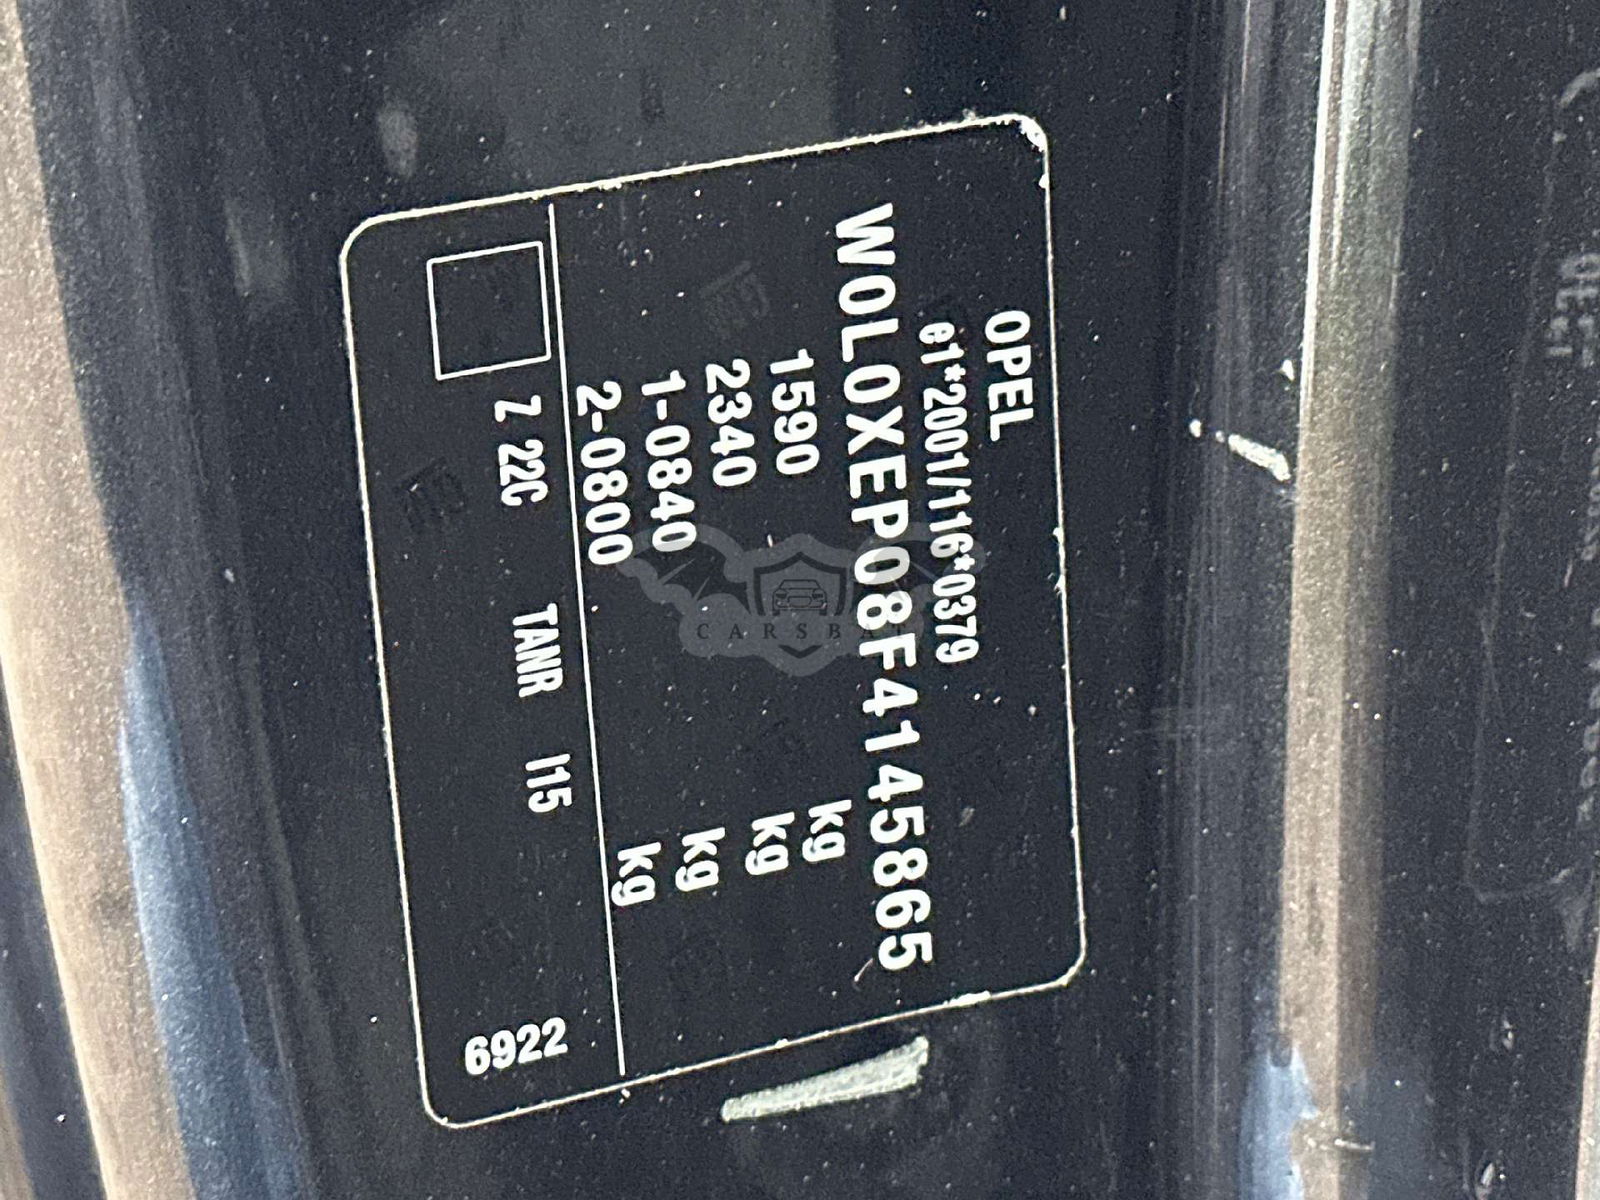 OPEL
e1*2001/116*0379
W0L0XEP08F4145865
1590 kg
2340 kg
1-0840 kg
2-0800 kg
Z 22C TANR I15
6922
CARSBAT